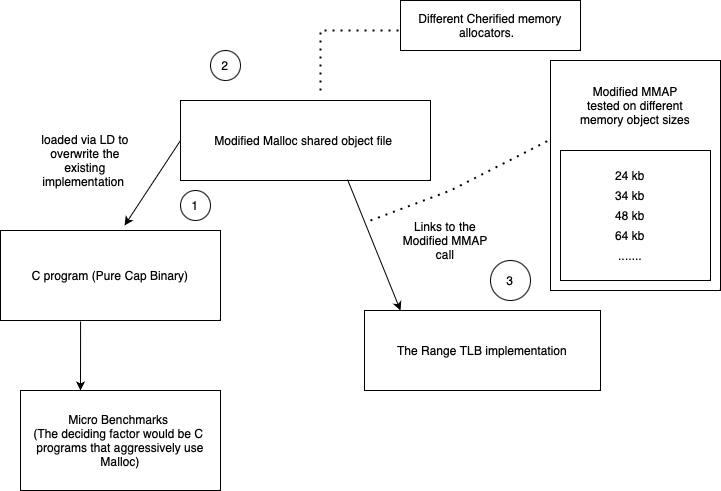 Different Cherified memory
allocators.
2
Modified MMAP
tested on different
memory object sizes
Modified Malloc shared object file
loaved via LD to
overwrite the
existing
implementation
24 kb
34 kb
48 kb
64 kb
.......
1
Links to the
Modified MMAP
call
C program (Pure Cap Binary)
3
The Range TLB implementation
Micro Benchmarks
(The deciding factor would be C
programs that aggressively use
Malloc)